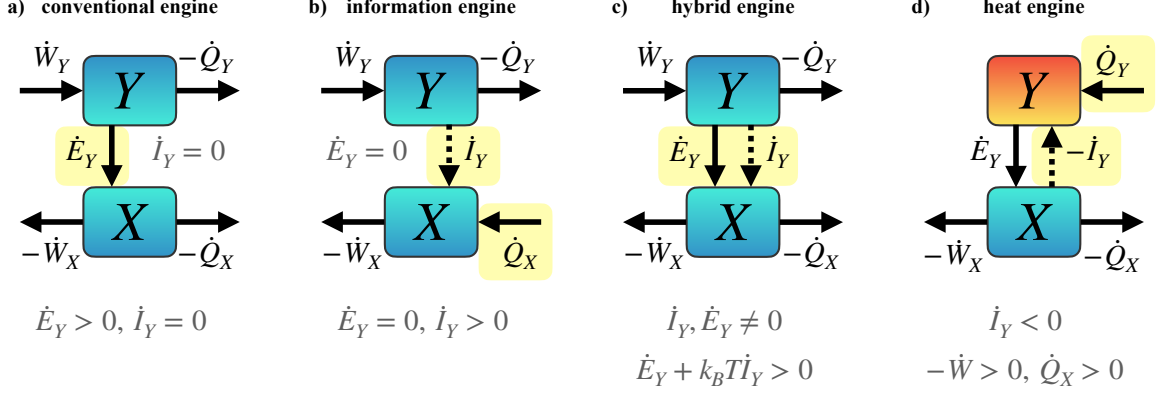 a) conventional engine b) information engine c) hybrid engine d) heat engine
Ẇ_Y Y −Q̇_Y Ẇ_Y Y −Q̇_Y Ẇ_Y Y −Q̇_Y Y Q̇_Y
Ė_Y İ_Y = 0 Ė_Y = 0 İ_Y Ė_Y İ_Y Ė_Y −İ_Y
X X X X
−Ẇ_X −Q̇_X −Ẇ_X Q̇_X −Ẇ_X −Q̇_X −Ẇ_X −Q̇_X
Ė_Y > 0, İ_Y = 0 Ė_Y = 0, İ_Y > 0 İ_Y, Ė_Y ≠ 0 İ_Y < 0
Ė_Y + k_B T İ_Y > 0 −Ẇ > 0, Q̇_X > 0